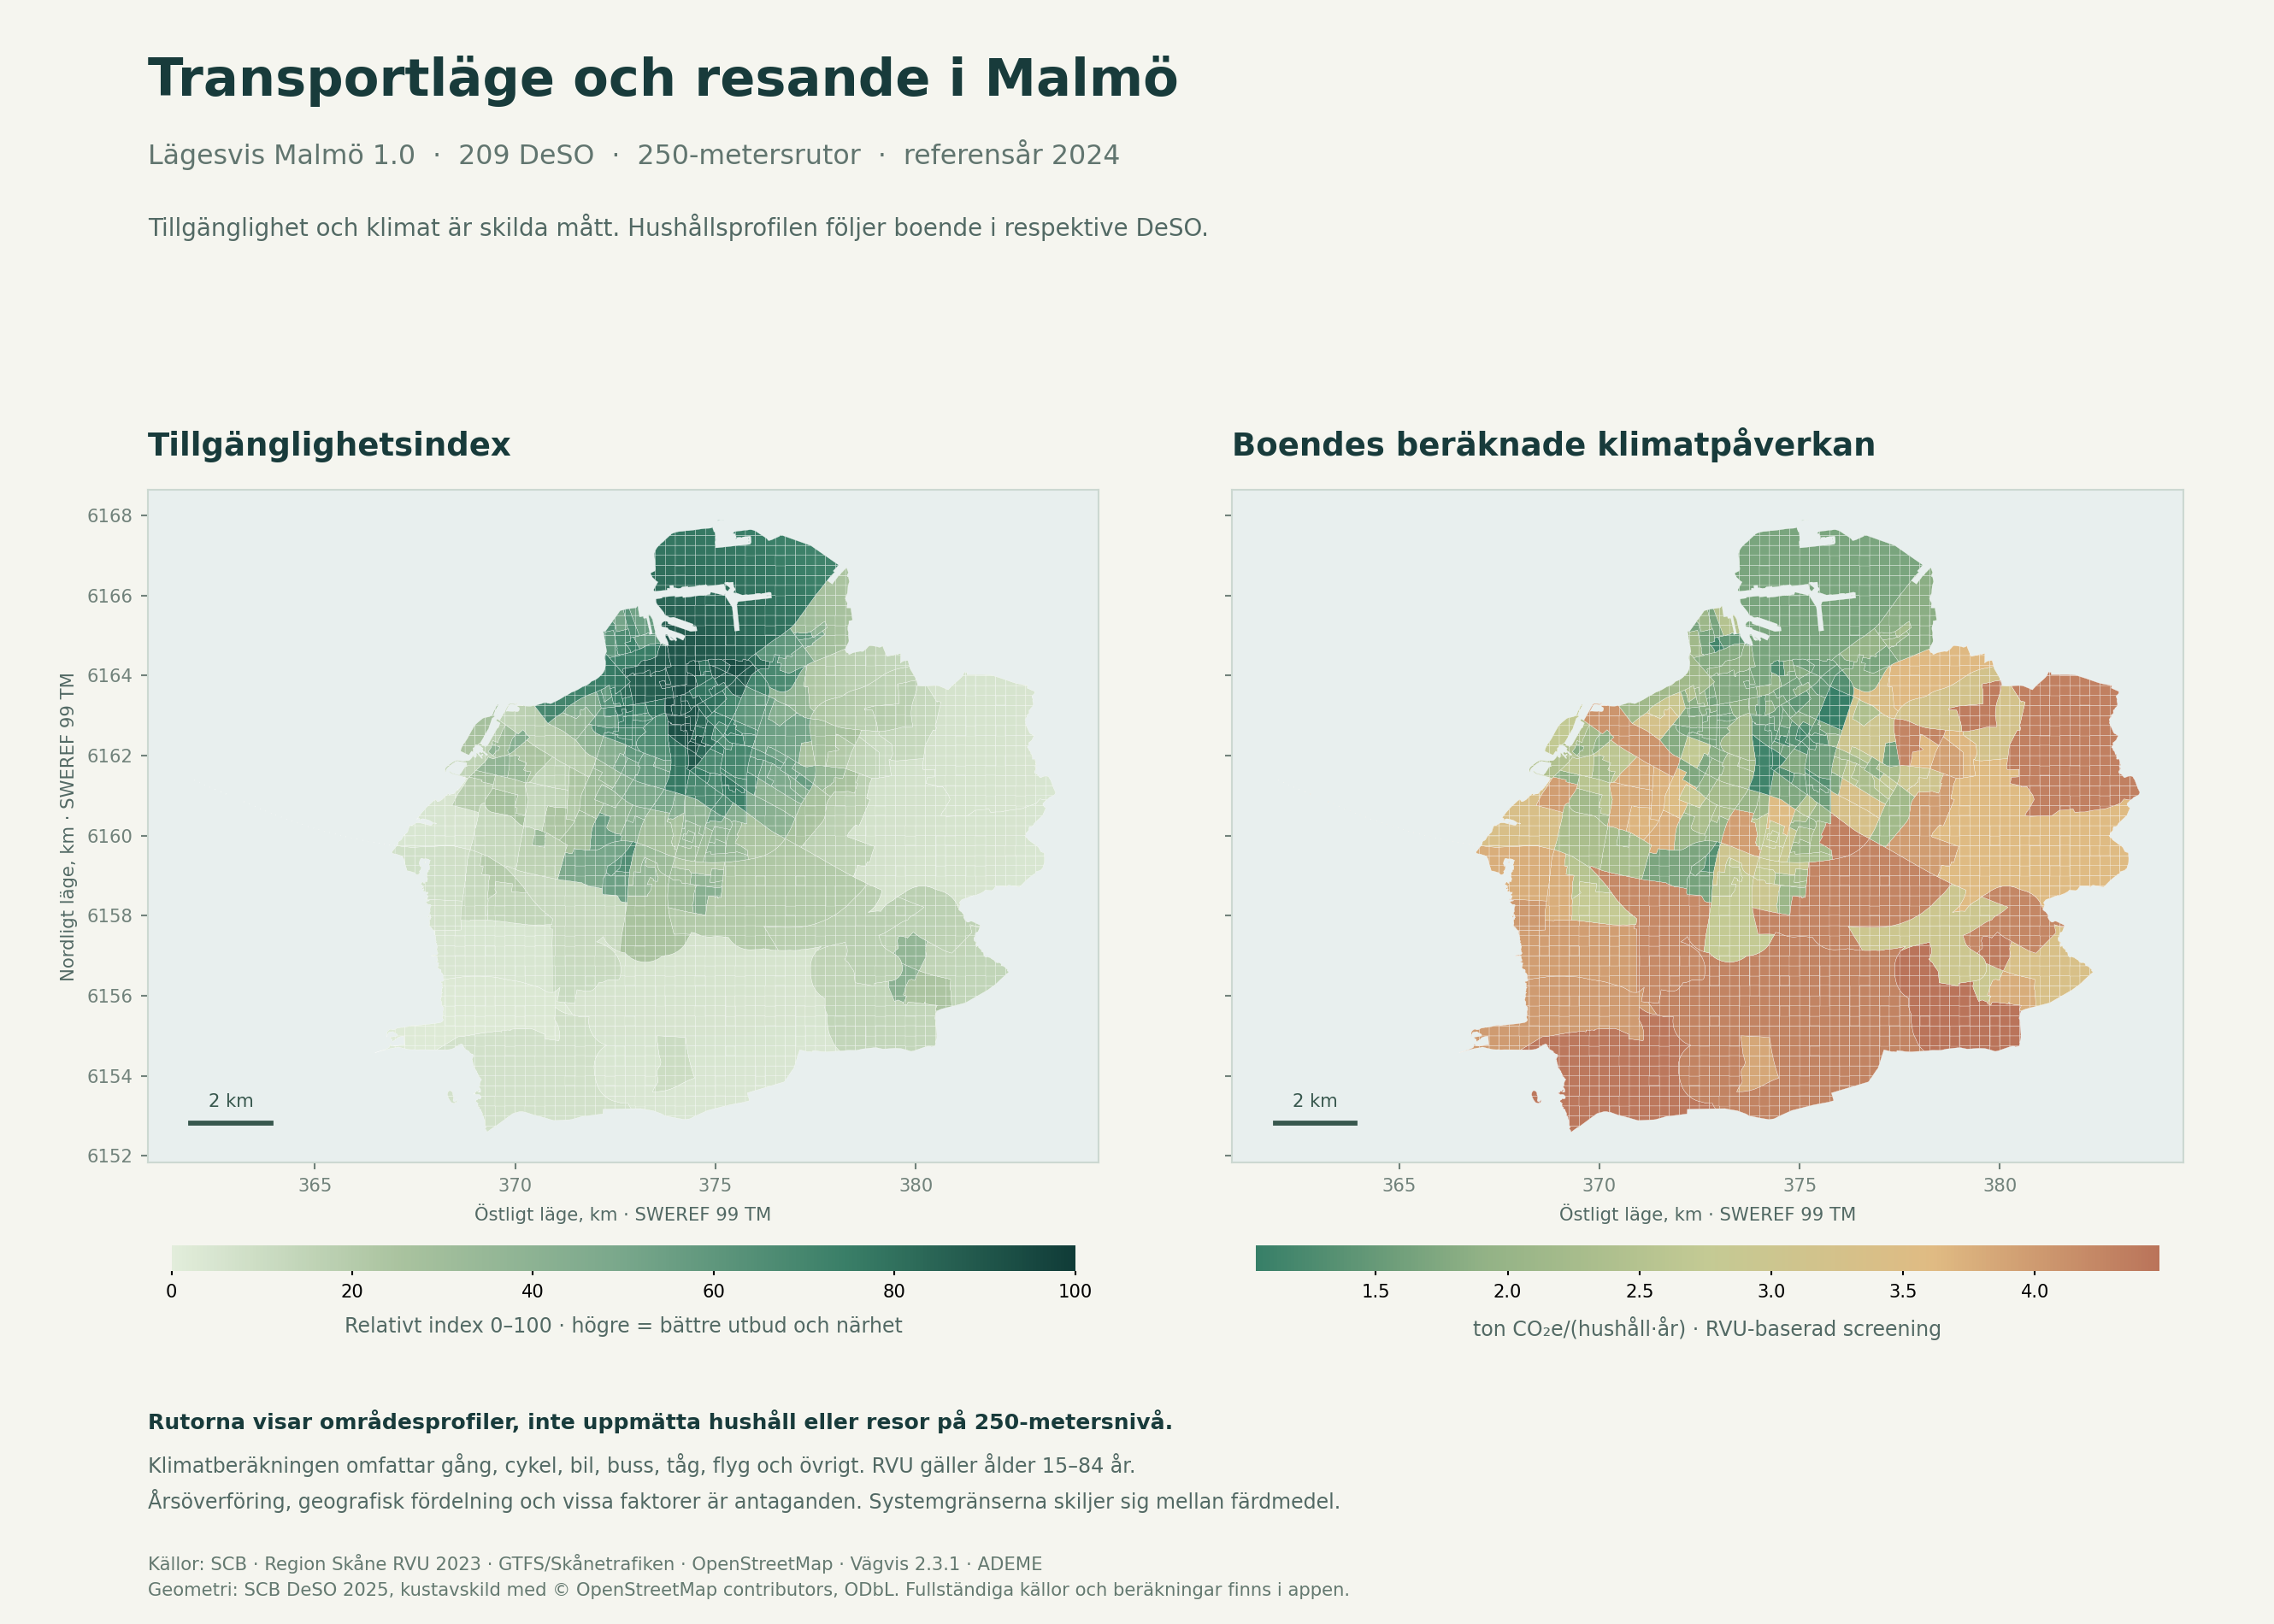 Transportläge och resande i Malmö
Lägesvis Malmö 1.0 · 209 DeSO · 250-metersrutor · referensår 2024
Tillgänglighet och klimat är skilda mått. Hushållsprofilen följer boende i respektive DeSO.
Tillgänglighetsindex
6168
6166
6164
6162
6160
6158
6156
6154
6152
Nordligt läge, km · SWEREF 99 TM
2 km
365 370 375 380
Östligt läge, km · SWEREF 99 TM
0 20 40 60 80 100
Relativt index 0–100 · högre = bättre utbud och närhet
Boendes beräknade klimatpåverkan
2 km
365 370 375 380
Östligt läge, km · SWEREF 99 TM
1.5 2.0 2.5 3.0 3.5 4.0
ton CO₂e/(hushåll·år) · RVU-baserad screening
Rutorna visar områdesprofiler, inte uppmätta hushåll eller resor på 250-metersnivå.
Klimatberäkningen omfattar gång, cykel, bil, buss, tåg, flyg och övrigt. RVU gäller ålder 15–84 år.
Årsöverföring, geografisk fördelning och vissa faktorer är antaganden. Systemgränserna skiljer sig mellan färdmedel.
Källor: SCB · Region Skåne RVU 2023 · GTFS/Skånetrafiken · OpenStreetMap · Vägvis 2.3.1 · ADEME
Geometri: SCB DeSO 2025, kustavskild med © OpenStreetMap contributors, ODbL. Fullständiga källor och beräkningar finns i appen.